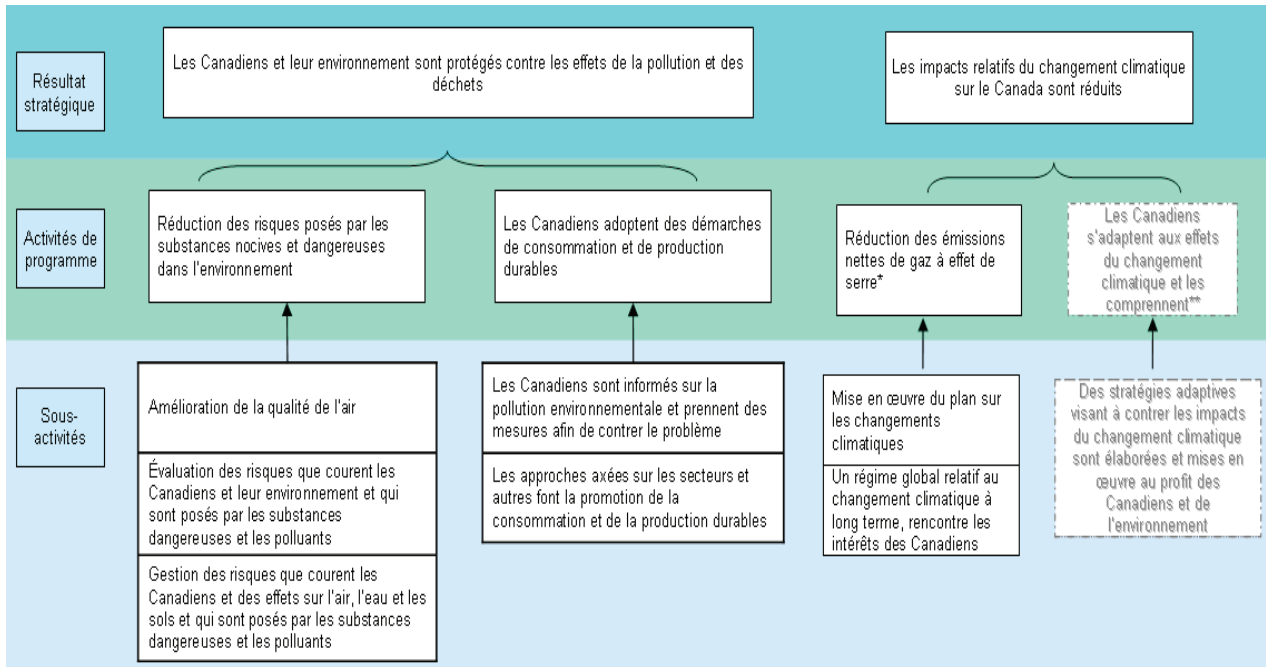 Résultat
stratégique
Les Canadiens et leur environnement sont protégés contre les effets de la pollution et des
déchets
Les impacts relatifs du changement climatique
sur le Canada sont réduits
Activités de
programme
Réduction des risques posés par les
substances nocives et dangereuses
dans l'environnement
Les Canadiens adoptent des démarches
de consommation et de production
durables
Réduction des émissions
nettes de gaz à effet de
serre*
Les Canadiens
s'adaptent aux effets
du changement
climatique et les
comprennent**
Sous-
activités
Amélioration de la qualité de l'air
Évaluation des risques que courent les
Canadiens et leur environnement et qui
sont posés par les substances
dangereuses et les polluants
Gestion des risques que courent les
Canadiens et des effets sur l'air, l'eau et les
sols et qui sont posés par les substances
dangereuses et les polluants
Les Canadiens sont informés sur la
pollution environnementale et prennent des
mesures afin de contrer le problème
Les approches axées sur les secteurs et
autres font la promotion de la
consommation et de la production durables
Mise en œuvre du plan sur
les changements
climatiques
Un régime global relatif au
changement climatique à
long terme, rencontre les
intérêts des Canadiens
Des stratégies adaptives
visant à contrer les impacts
du changement climatique
sont élaborées et mises en
œuvre au profit des
Canadiens et de
l'environnement